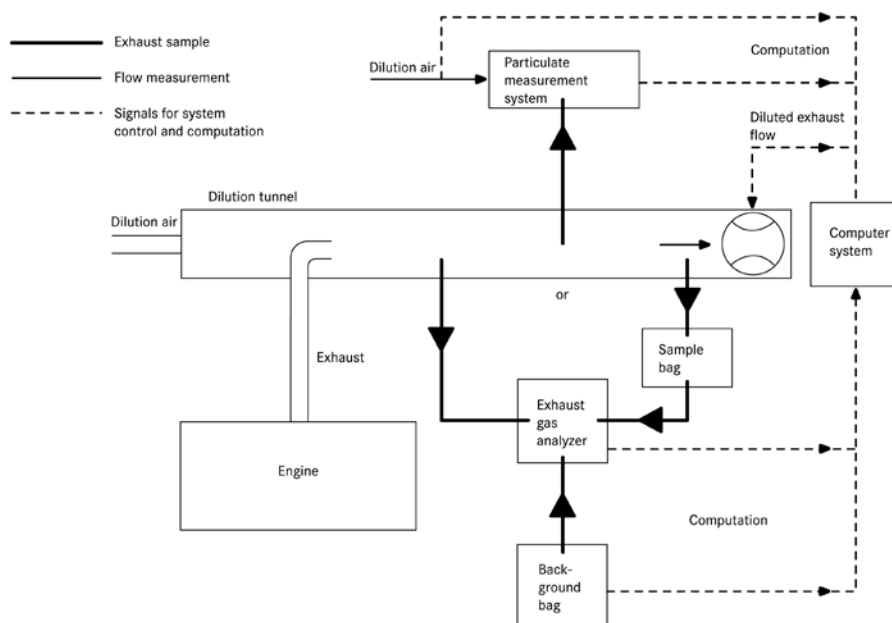 Exhaust sample
Flow measurement
Signals for system
control and computation
Dilution air
Particulate
measurement
system
Computation
Diluted exhaust
flow
Dilution tunnel
Dilution air
Computer
system
or
Exhaust
Sample
bag
Exhaust
gas
analyzer
Engine
Computation
Back-
ground
bag